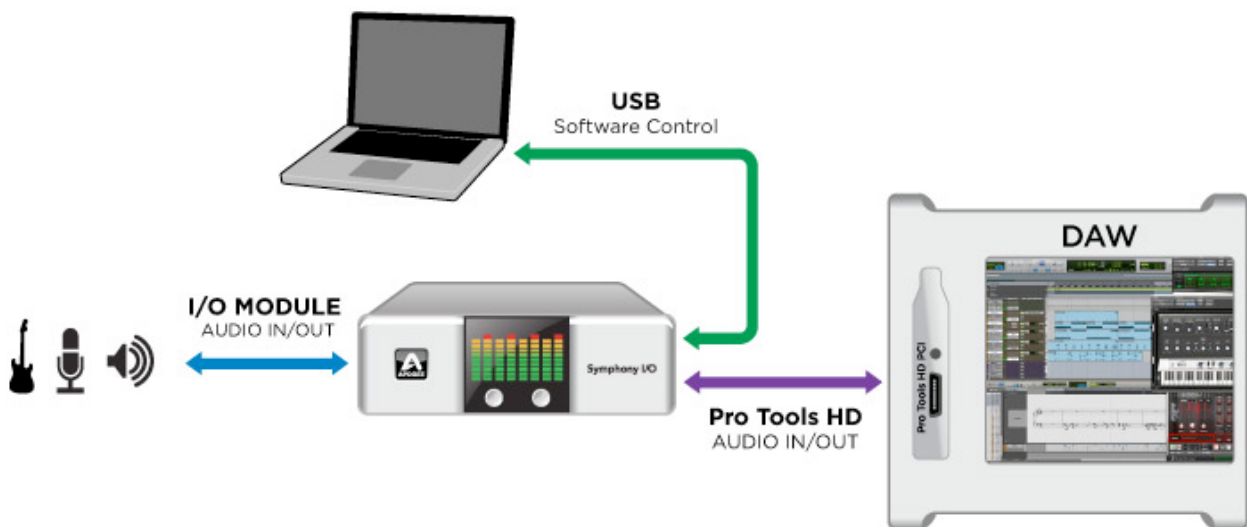 USB
Software Control
DAW
I/O MODULE
AUDIO IN/OUT
APOGEE
Symphony I/O
Pro Tools HD PCI
Pro Tools HD
AUDIO IN/OUT